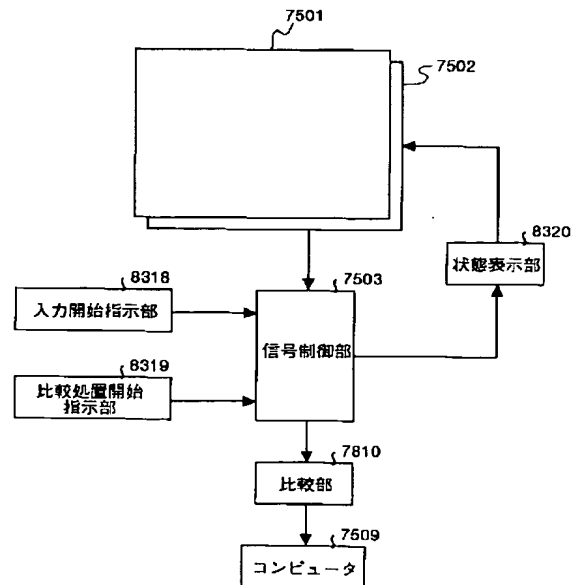 7501
7502
8320
状態表示部
8318
入力開始指示部
7503
信号制御部
8319
比較処置開始
指示部
7810
比較部
7509
コンピュータ